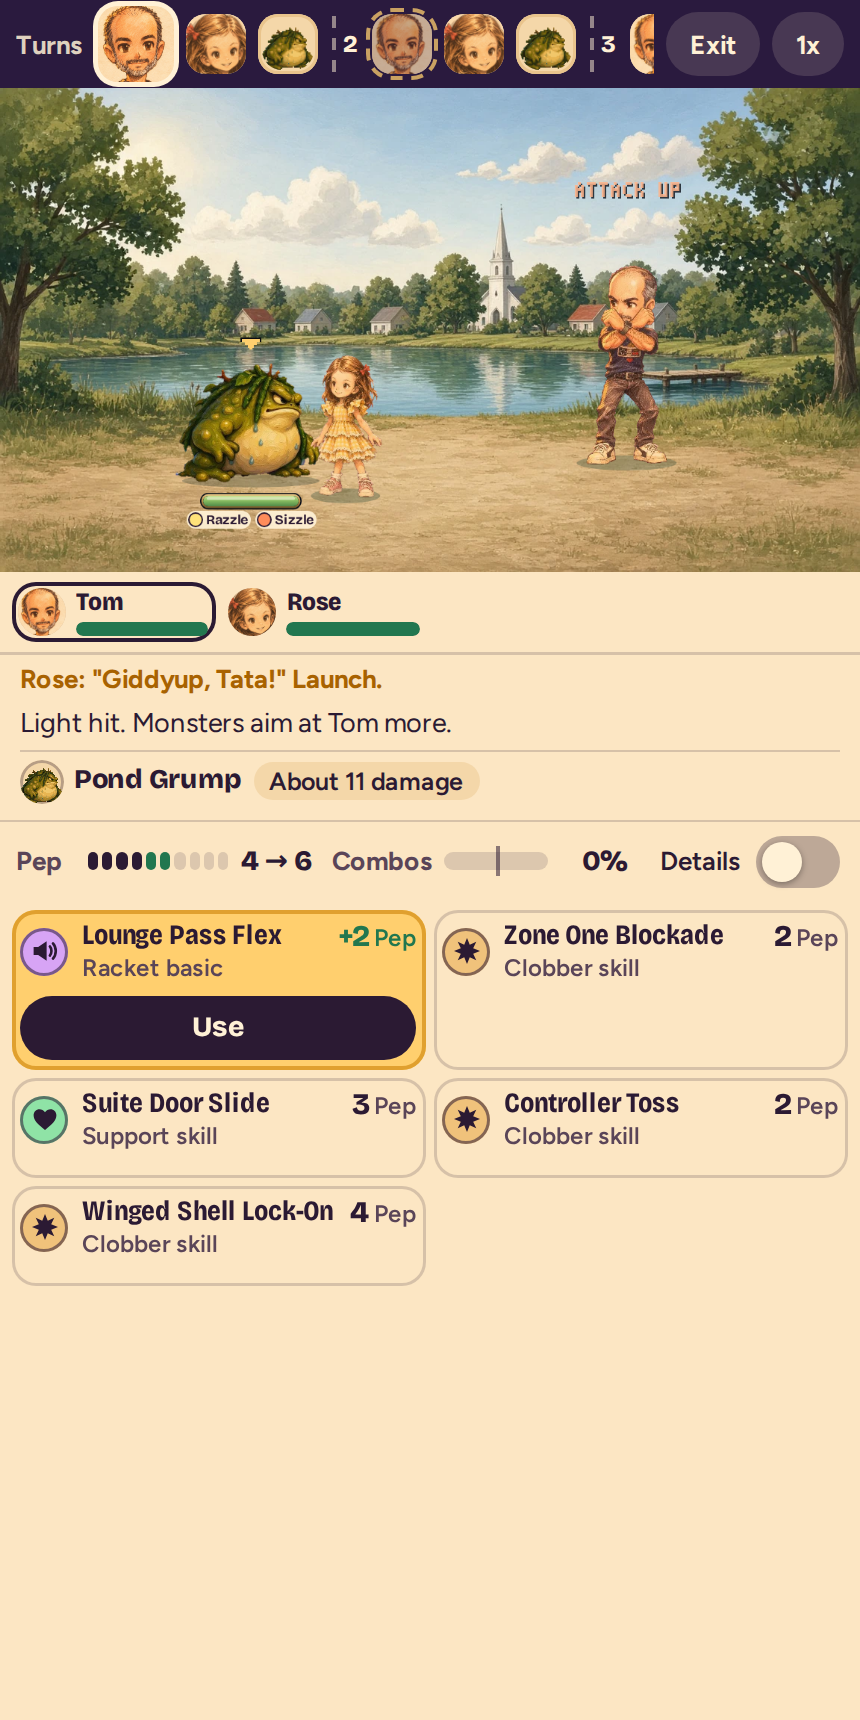 Turns 2 3 Exit 1x
ATTACK UP
Razzle Sizzle
Tom Rose
Rose: "Giddyup, Tata!" Launch.
Light hit. Monsters aim at Tom more.
Pond Grump About 11 damage
Pep 4 → 6 Combos 0% Details
Lounge Pass Flex +2 Pep
Racket basic
Use
Zone One Blockade 2 Pep
Clobber skill
Suite Door Slide 3 Pep
Support skill
Controller Toss 2 Pep
Clobber skill
Winged Shell Lock-On 4 Pep
Clobber skill